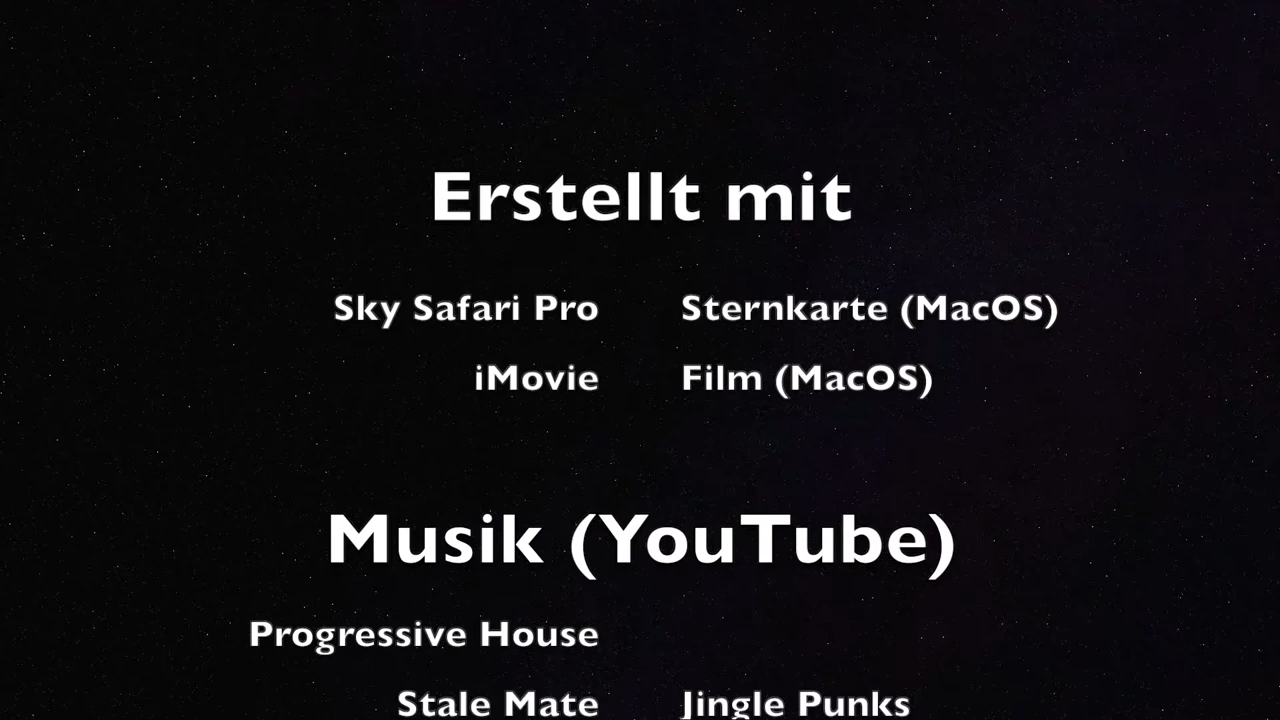 Erstellt mit
Sky Safari Pro Sternkarte (MacOS)
iMovie Film (MacOS)
Musik (YouTube)
Progressive House
Stale Mate Jingle Punks